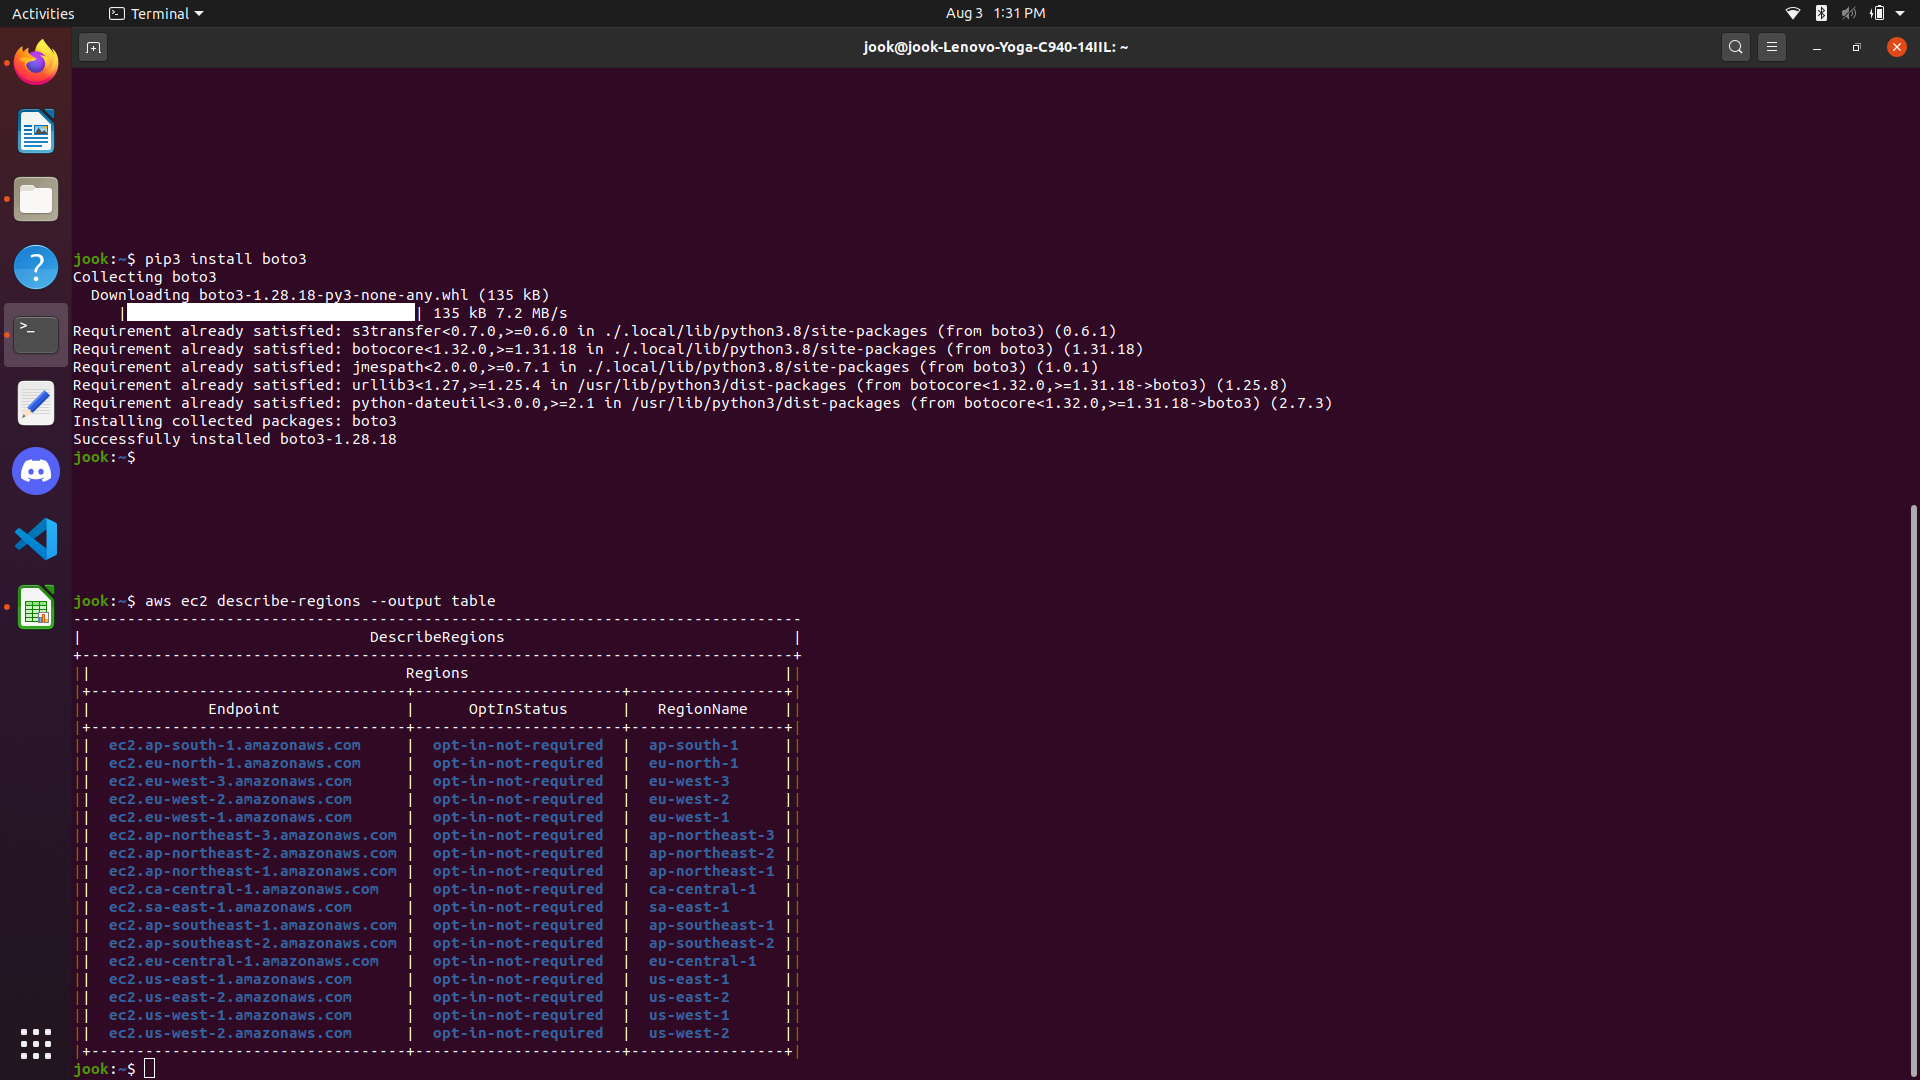 Activities Terminal Aug 3 1:31 PM
jook@jook-Lenovo-Yoga-C940-14IIL: ~
jook:~$ pip3 install boto3
Collecting boto3
  Downloading boto3-1.28.18-py3-none-any.whl (135 kB)
     |████████████████████████████████| 135 kB 7.2 MB/s
Requirement already satisfied: s3transfer<0.7.0,>=0.6.0 in ./.local/lib/python3.8/site-packages (from boto3) (0.6.1)
Requirement already satisfied: botocore<1.32.0,>=1.31.18 in ./.local/lib/python3.8/site-packages (from boto3) (1.31.18)
Requirement already satisfied: jmespath<2.0.0,>=0.7.1 in ./.local/lib/python3.8/site-packages (from boto3) (1.0.1)
Requirement already satisfied: urllib3<1.27,>=1.25.4 in /usr/lib/python3/dist-packages (from botocore<1.32.0,>=1.31.18->boto3) (1.25.8)
Requirement already satisfied: python-dateutil<3.0.0,>=2.1 in /usr/lib/python3/dist-packages (from botocore<1.32.0,>=1.31.18->boto3) (2.7.3)
Installing collected packages: boto3
Successfully installed boto3-1.28.18
jook:~$
jook:~$ aws ec2 describe-regions --output table
---------------------------------------------------------------------------------
|                                DescribeRegions                                |
+-------------------------------------------------------------------------------+
||                                   Regions                                   ||
|+-----------------------------------+-----------------------+-----------------+|
||             Endpoint              |      OptInStatus      |   RegionName    ||
|+-----------------------------------+-----------------------+-----------------+|
||  ec2.ap-south-1.amazonaws.com     |  opt-in-not-required  |  ap-south-1     ||
||  ec2.eu-north-1.amazonaws.com     |  opt-in-not-required  |  eu-north-1     ||
||  ec2.eu-west-3.amazonaws.com      |  opt-in-not-required  |  eu-west-3      ||
||  ec2.eu-west-2.amazonaws.com      |  opt-in-not-required  |  eu-west-2      ||
||  ec2.eu-west-1.amazonaws.com      |  opt-in-not-required  |  eu-west-1      ||
||  ec2.ap-northeast-3.amazonaws.com |  opt-in-not-required  |  ap-northeast-3 ||
||  ec2.ap-northeast-2.amazonaws.com |  opt-in-not-required  |  ap-northeast-2 ||
||  ec2.ap-northeast-1.amazonaws.com |  opt-in-not-required  |  ap-northeast-1 ||
||  ec2.ca-central-1.amazonaws.com   |  opt-in-not-required  |  ca-central-1   ||
||  ec2.sa-east-1.amazonaws.com      |  opt-in-not-required  |  sa-east-1      ||
||  ec2.ap-southeast-1.amazonaws.com |  opt-in-not-required  |  ap-southeast-1 ||
||  ec2.ap-southeast-2.amazonaws.com |  opt-in-not-required  |  ap-southeast-2 ||
||  ec2.eu-central-1.amazonaws.com   |  opt-in-not-required  |  eu-central-1   ||
||  ec2.us-east-1.amazonaws.com      |  opt-in-not-required  |  us-east-1      ||
||  ec2.us-east-2.amazonaws.com      |  opt-in-not-required  |  us-east-2      ||
||  ec2.us-west-1.amazonaws.com      |  opt-in-not-required  |  us-west-1      ||
||  ec2.us-west-2.amazonaws.com      |  opt-in-not-required  |  us-west-2      ||
|+-----------------------------------+-----------------------+-----------------+|
jook:~$